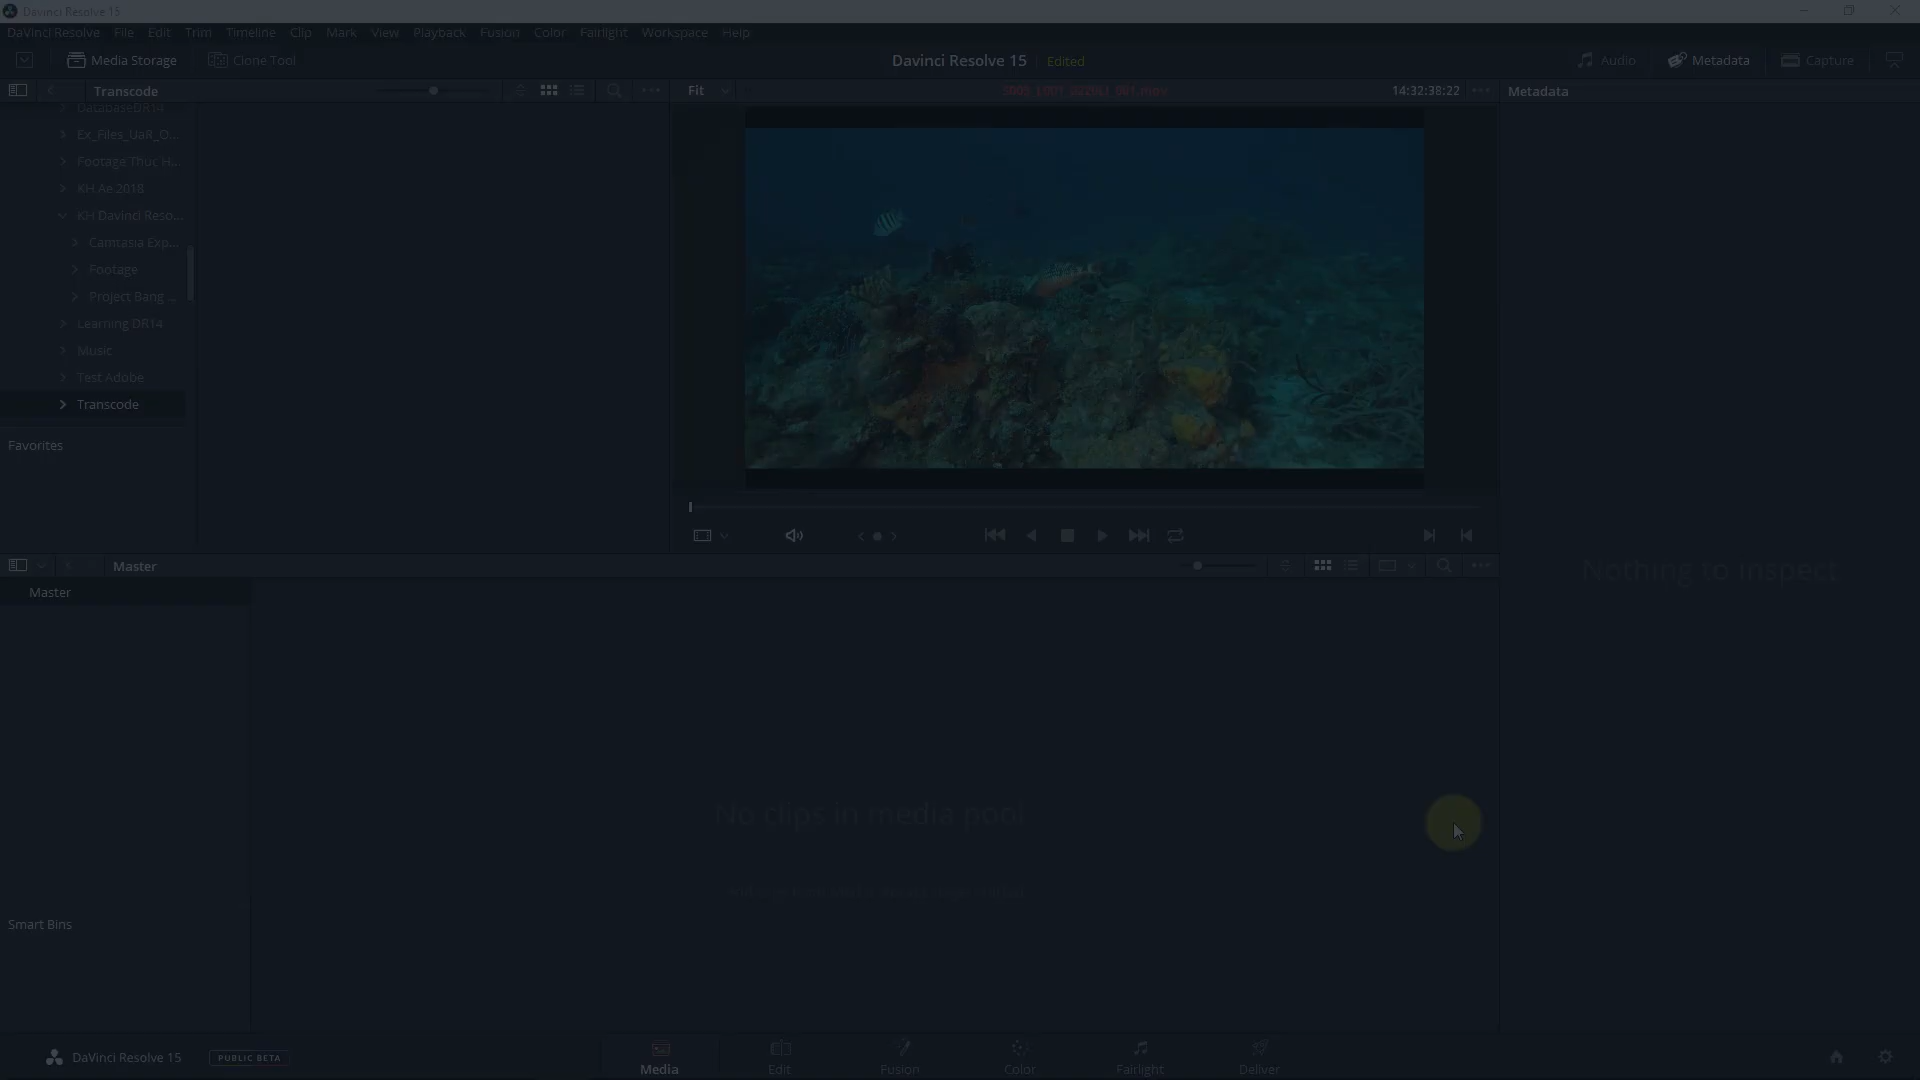 Davinci Resolve 15
DaVinci Resolve File Edit Trim Timeline Clip Mark View Playback Fusion Color Fairlight Workspace Help
Media Storage Clone Tool Davinci Resolve 15 Edited Audio Metadata Capture
Transcode Fit S005_L001_0229LI_001.mov 14:32:38:22 Metadata
DatabaseDR14
Ex_Files_UaR_O...
Footage Thuc H...
KH.Ae.2018
KH Davinci Reso...
Camtasia Exp...
Footage
Project Bang ...
Learning DR14
Music
Test Adobe
Transcode
Favorites
Master
Master
Nothing to inspect
No clips in media pool
Smart Bins
DaVinci Resolve 15 PUBLIC BETA
Media Edit Fusion Color Fairlight Deliver